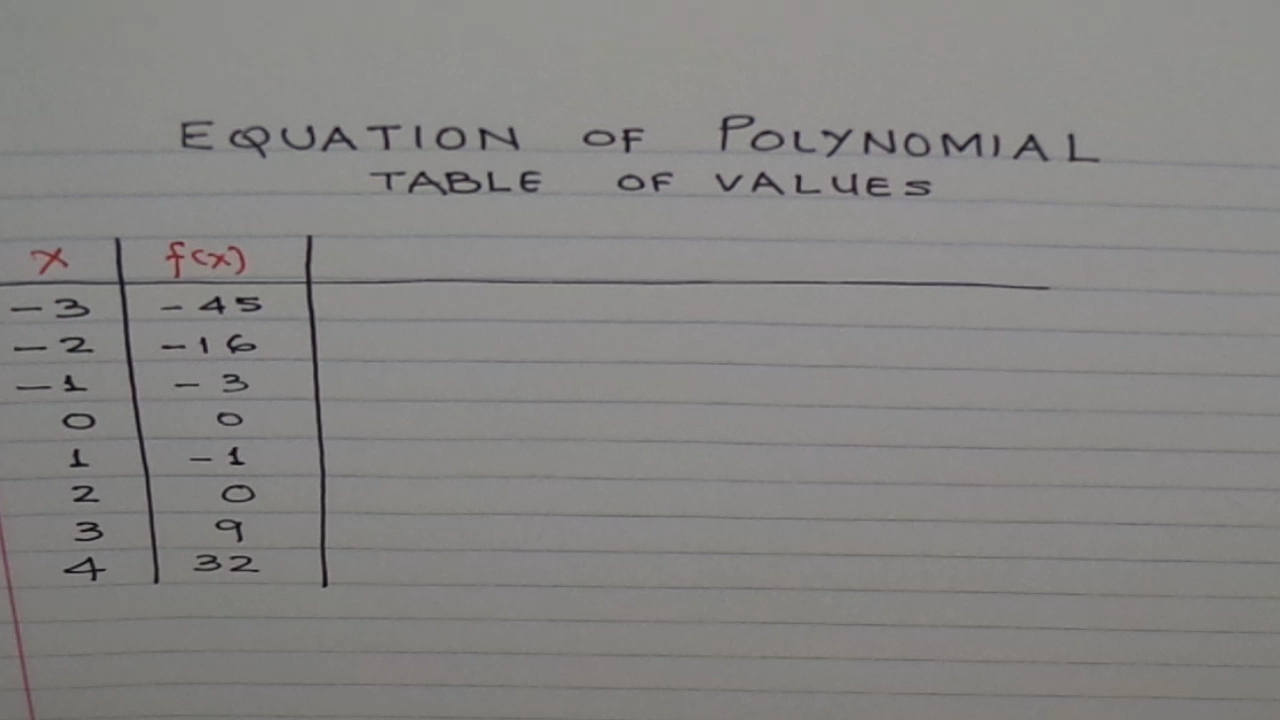 EQUATION OF POLYNOMIAL
TABLE OF VALUES
x f(x)
-3 -45
-2 -16
-1 -3
0 0
1 -1
2 0
3 9
4 32